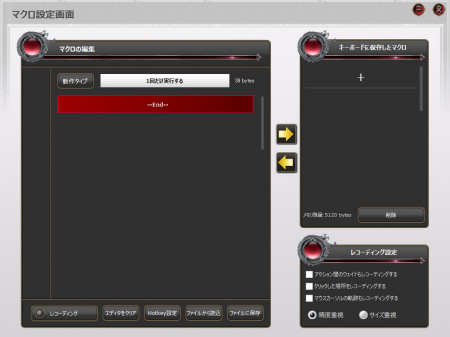 マクロ設定画面
マクロの編集
動作タイプ
1回だけ実行する
86 bytes
--End--
レコーディング
エディタをクリア
Hotkey設定
ファイルから読込
ファイルに保存
キーボードに保存したマクロ
+
メモリ残量:5120 bytes
削除
レコーディング設定
アクション間のウェイトもレコーディングする
クリックした場所をレコーディングする
マウスカーソルの軌跡もレコーディングする
精度重視
サイズ重視